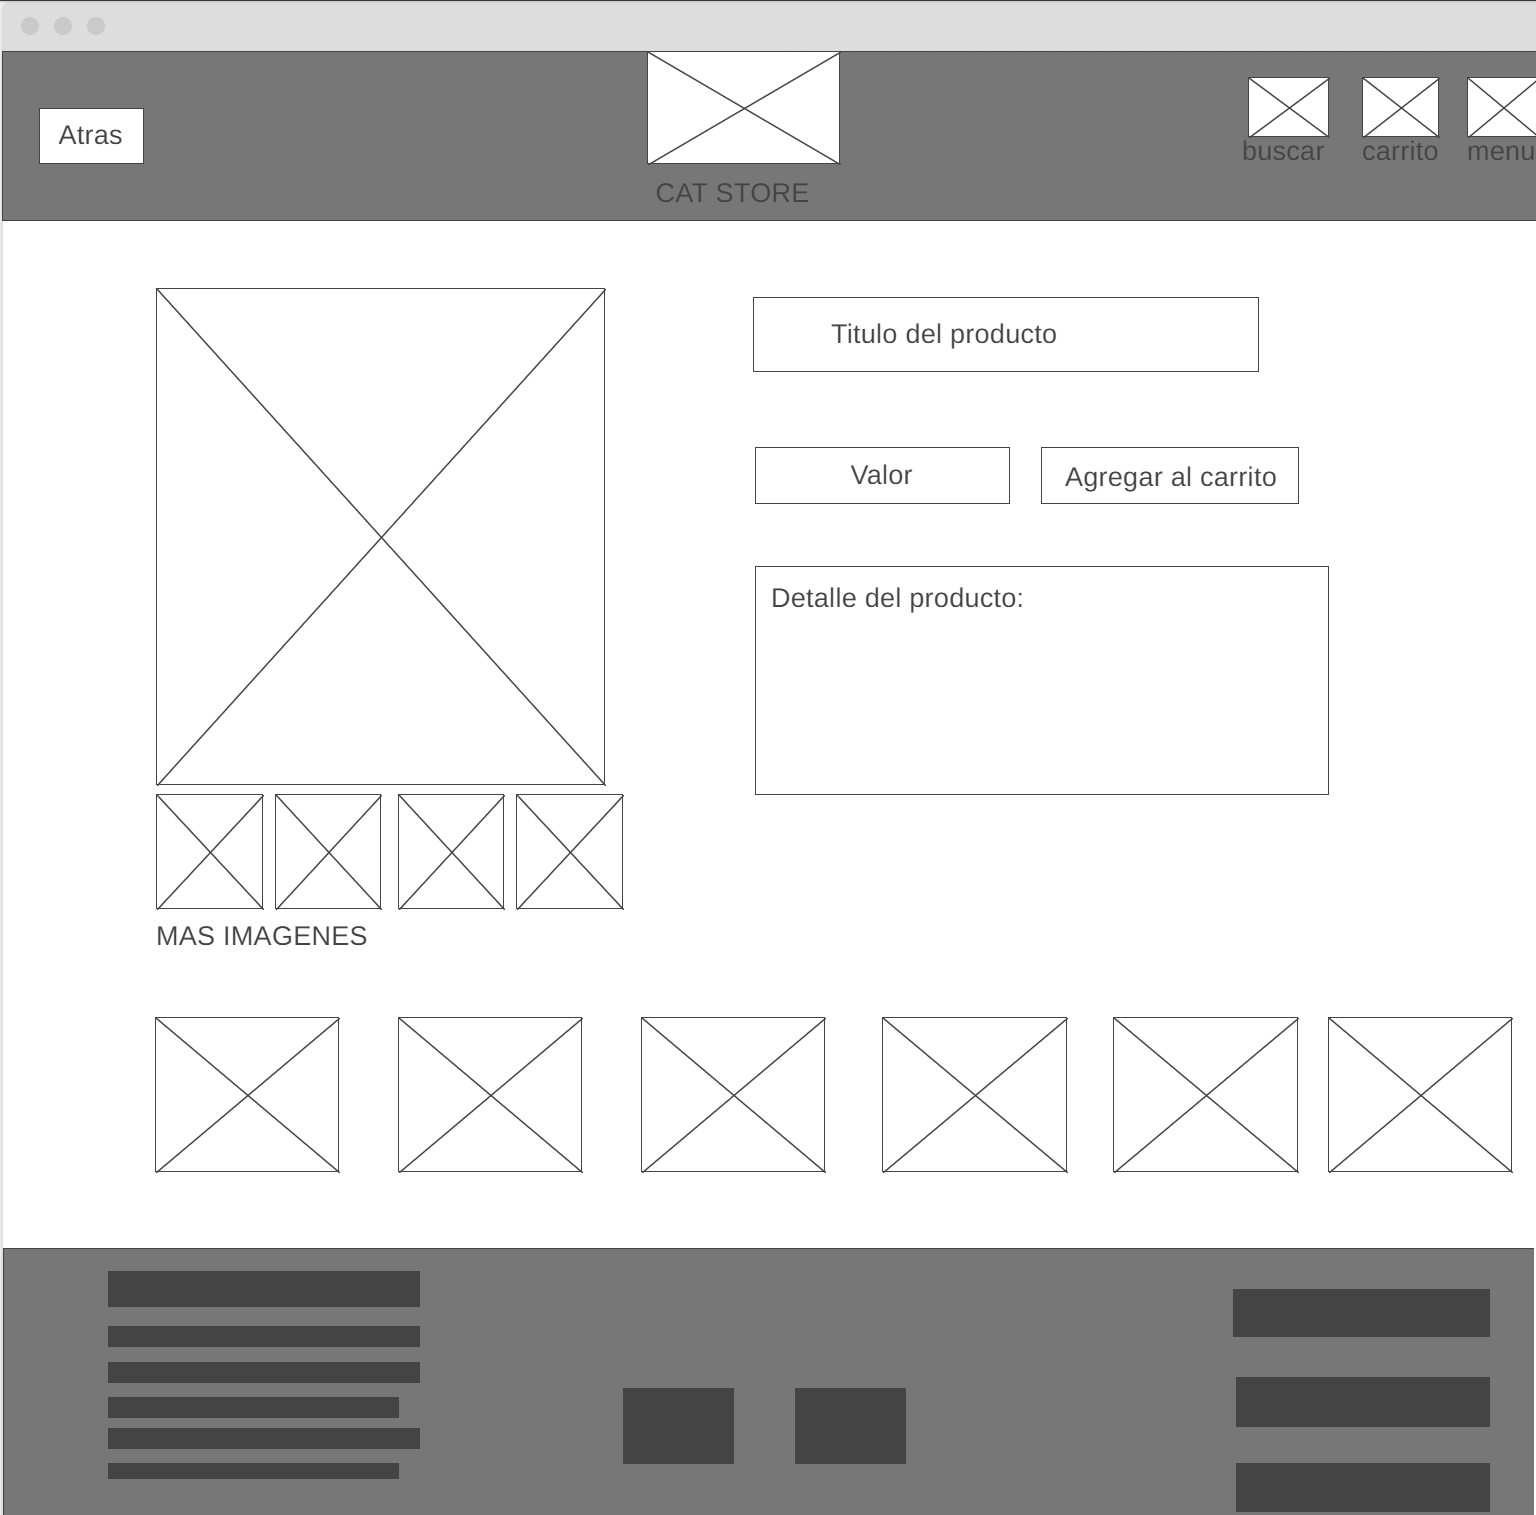 Atras
CAT STORE
buscar
carrito
menu
Titulo del producto
Valor
Agregar al carrito
Detalle del producto:
MAS IMAGENES